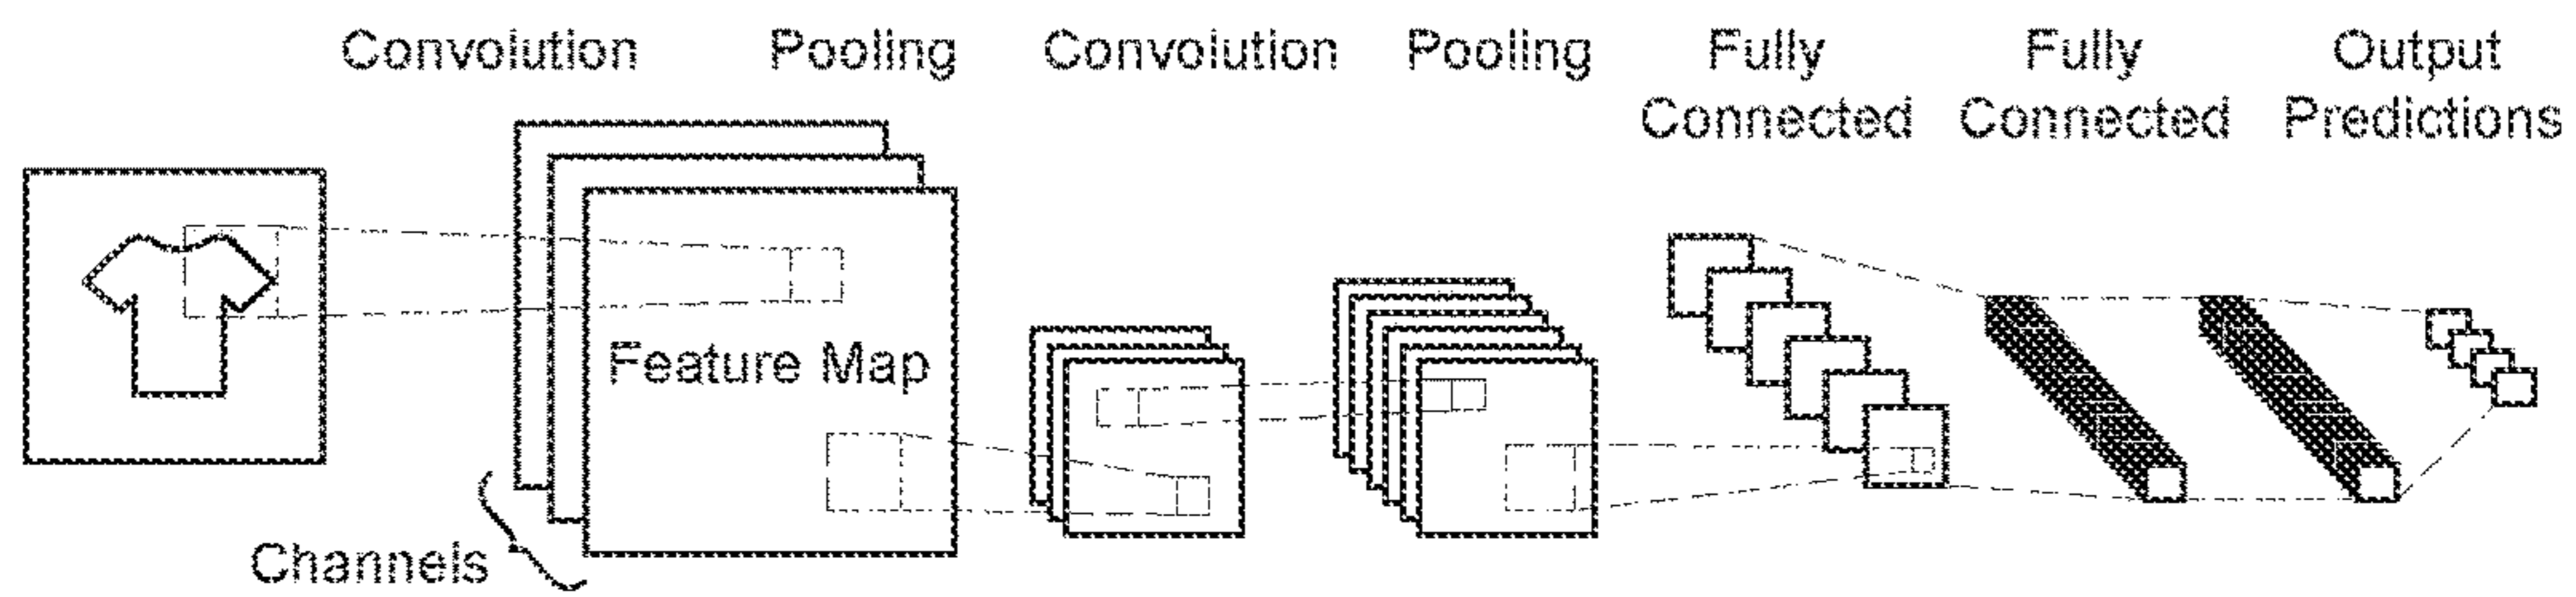 Convolution Pooling Convolution Pooling Fully Connected Fully Connected Output Predictions
Feature Map
Channels